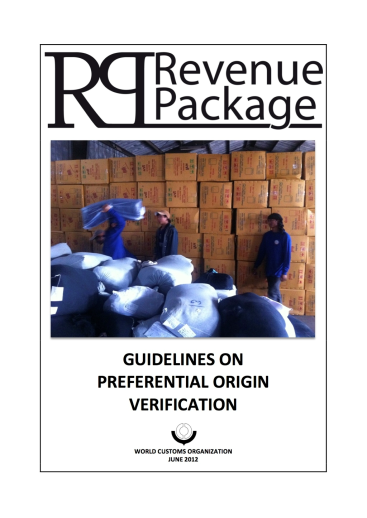 RP Revenue
Package
GUIDELINES ON
PREFERENTIAL ORIGIN
VERIFICATION
WORLD CUSTOMS ORGANIZATION
JUNE 2012